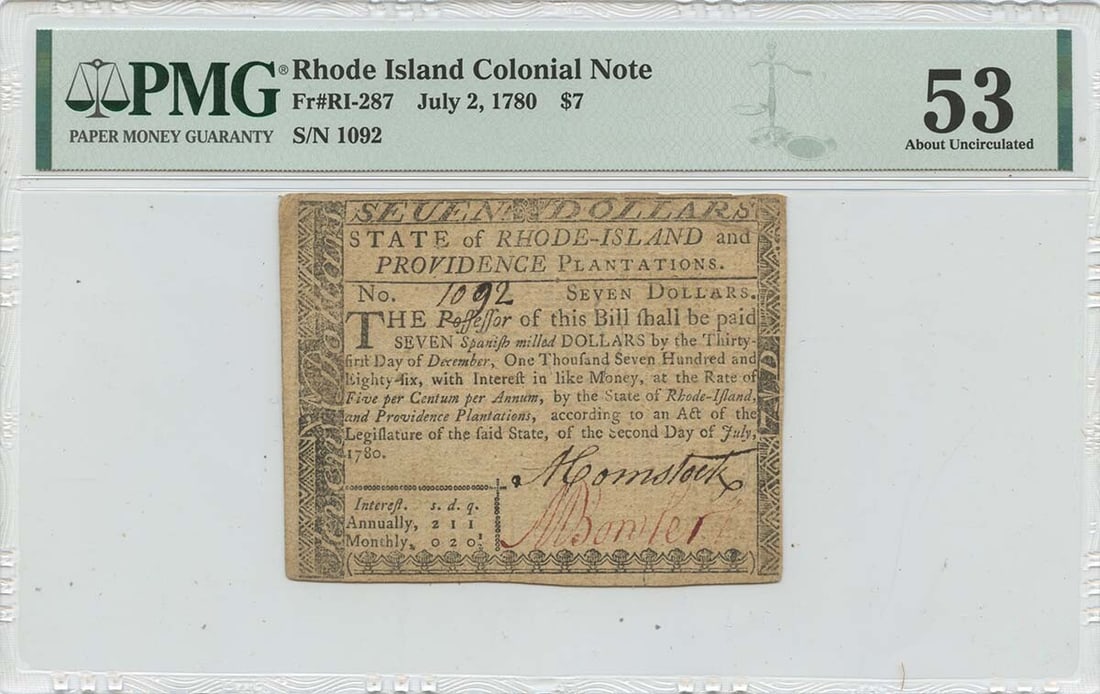 PMG® Rhode Island Colonial Note
Fr#RI-287 July 2, 1780 $7
PAPER MONEY GUARANTY S/N 1092
53
About Uncirculated
SEVEN DOLLARS
STATE of RHODE-ISLAND and
PROVIDENCE PLANTATIONS.
No. 1092 SEVEN DOLLARS.
THE Poſſeſſor of this Bill ſhall be paid
SEVEN Spaniſh milled DOLLARS by the Thirty-
firſt Day of December, One Thouſand Seven Hundred and
Eighty-ſix, with Intereſt in like Money, at the Rate of
Five per Centum per Annum, by the State of Rhode-Iſland,
and Providence Plantations, according to an Act of the
Legiſlature of the ſaid State, of the Second Day of July,
1780.
A Comstock
Intereſt. s. d. q.
Annually, 2 1 1
Monthly, 0 2 0